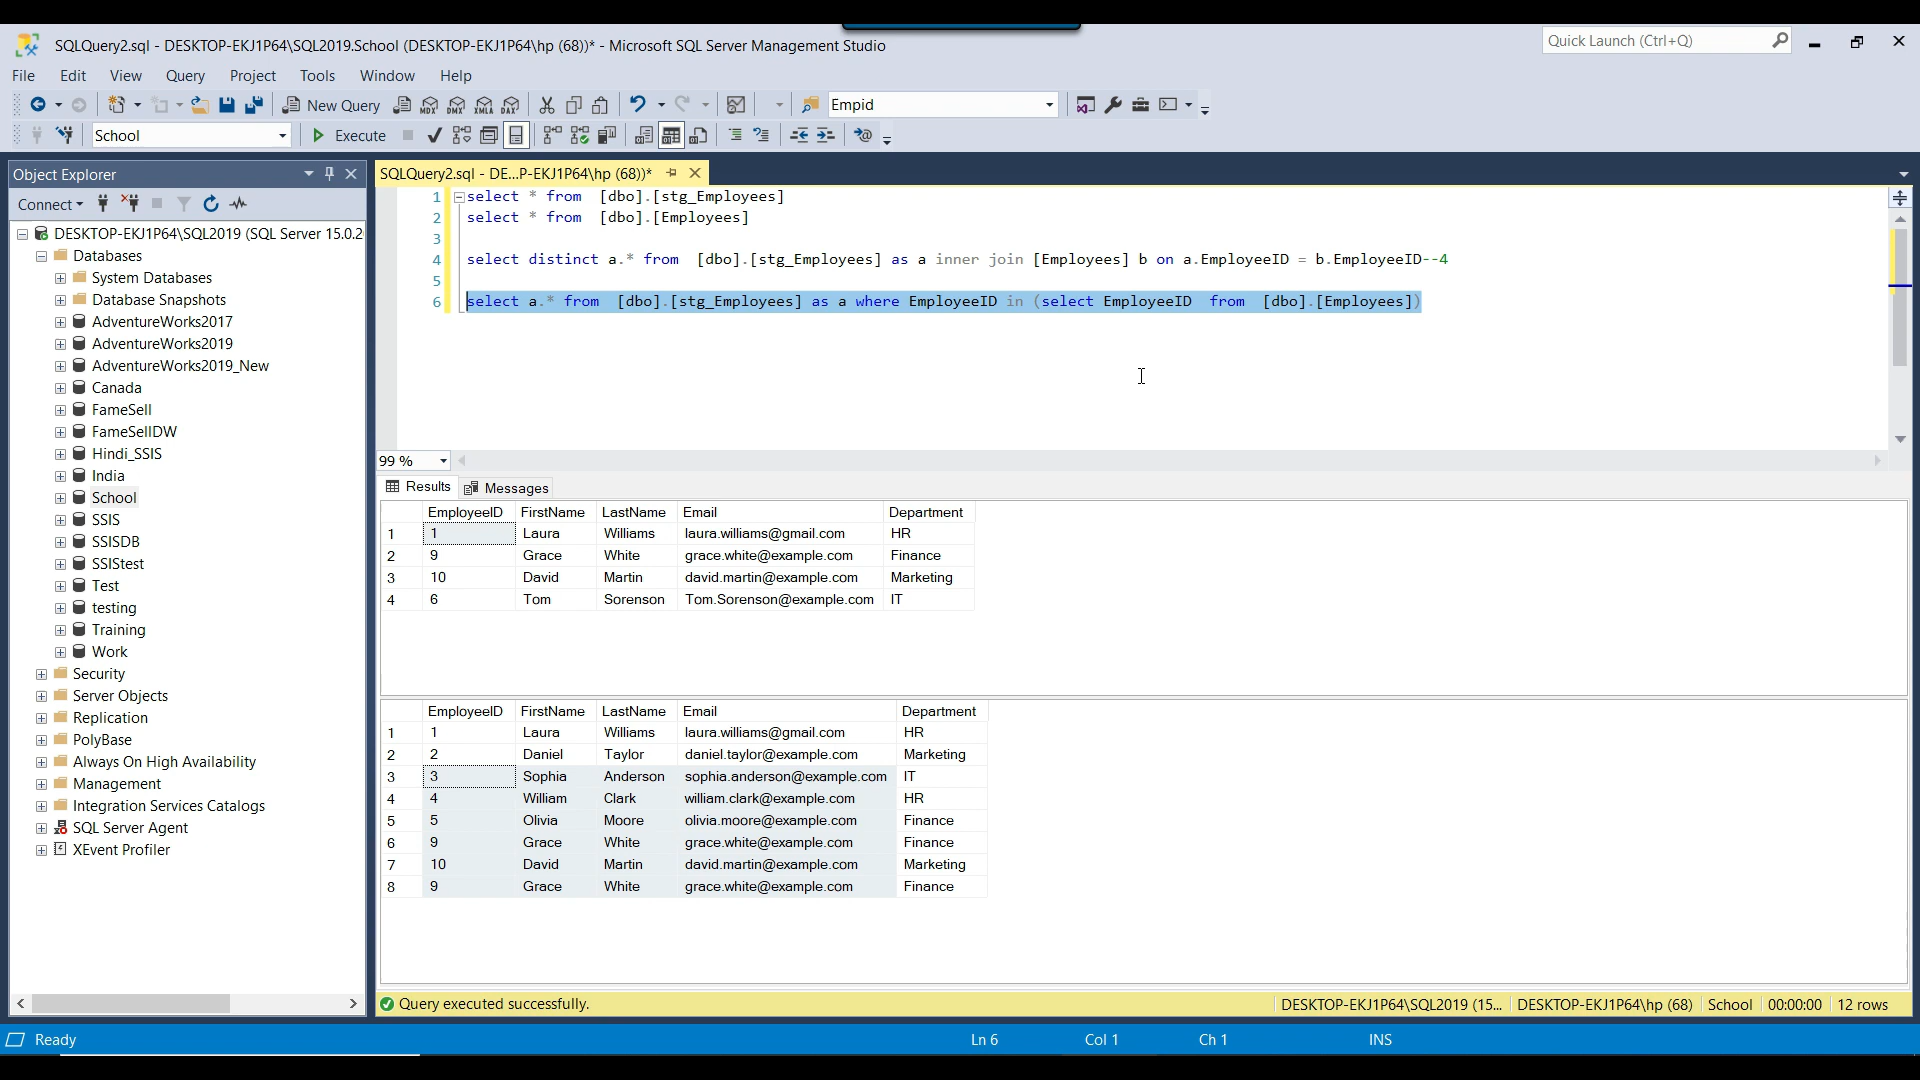 SQLQuery2.sql - DESKTOP-EKJ1P64\SQL2019.School (DESKTOP-EKJ1P64\hp (68))* - Microsoft SQL Server Management Studio
Quick Launch (Ctrl+Q)
File Edit View Query Project Tools Window Help
New Query MDX DMX XMLA DAX Empid
School Execute
Object Explorer
SQLQuery2.sql - DE...P-EKJ1P64\hp (68))*
Connect
DESKTOP-EKJ1P64\SQL2019 (SQL Server 15.0.2
Databases
System Databases
Database Snapshots
AdventureWorks2017
AdventureWorks2019
AdventureWorks2019_New
Canada
FameSell
FameSellDW
Hindi_SSIS
India
School
SSIS
SSISDB
SSIStest
Test
testing
Training
Work
Security
Server Objects
Replication
PolyBase
Always On High Availability
Management
Integration Services Catalogs
SQL Server Agent
XEvent Profiler
1 select * from [dbo].[stg_Employees]
2 select * from [dbo].[Employees]
3
4 select distinct a.* from [dbo].[stg_Employees] as a inner join [Employees] b on a.EmployeeID = b.EmployeeID--4
5
6 select a.* from [dbo].[stg_Employees] as a where EmployeeID in (select EmployeeID from [dbo].[Employees])
99 %
Results Messages
EmployeeID FirstName LastName Email Department
1 1 Laura Williams laura.williams@gmail.com HR
2 9 Grace White grace.white@example.com Finance
3 10 David Martin david.martin@example.com Marketing
4 6 Tom Sorenson Tom.Sorenson@example.com IT
EmployeeID FirstName LastName Email Department
1 1 Laura Williams laura.williams@gmail.com HR
2 2 Daniel Taylor daniel.taylor@example.com Marketing
3 3 Sophia Anderson sophia.anderson@example.com IT
4 4 William Clark william.clark@example.com HR
5 5 Olivia Moore olivia.moore@example.com Finance
6 9 Grace White grace.white@example.com Finance
7 10 David Martin david.martin@example.com Marketing
8 9 Grace White grace.white@example.com Finance
Query executed successfully. DESKTOP-EKJ1P64\SQL2019 (15... DESKTOP-EKJ1P64\hp (68) School 00:00:00 12 rows
Ready Ln 6 Col 1 Ch 1 INS